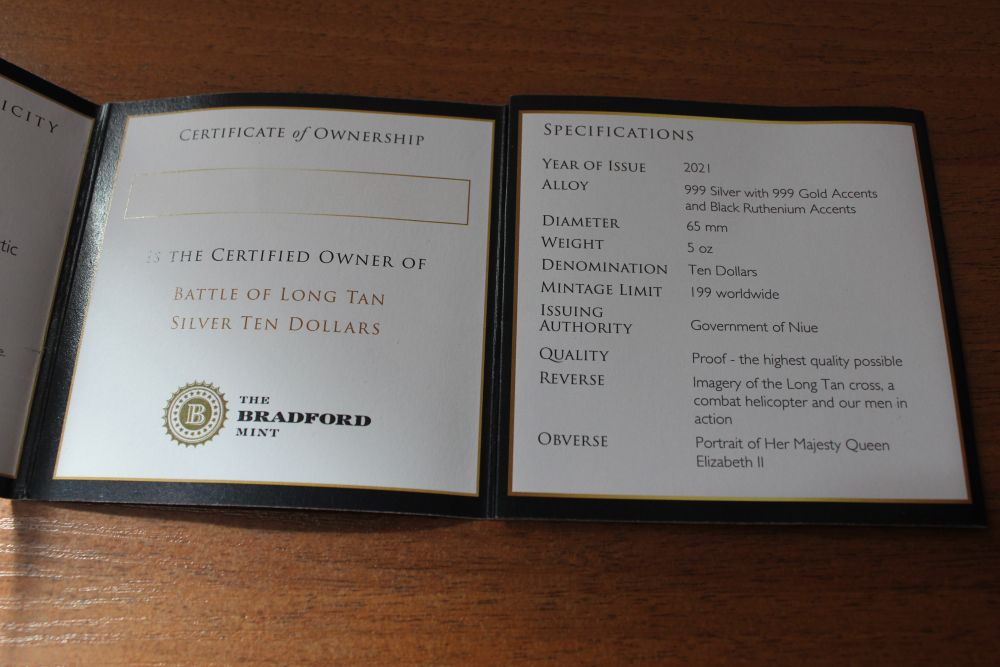 ICITY
tic
CERTIFICATE of OWNERSHIP
IS THE CERTIFIED OWNER OF
BATTLE OF LONG TAN
SILVER TEN DOLLARS
B
THE
BRADFORD
MINT
SPECIFICATIONS
YEAR OF ISSUE 2021
ALLOY 999 Silver with 999 Gold Accents
and Black Ruthenium Accents
DIAMETER 65 mm
WEIGHT 5 oz
DENOMINATION Ten Dollars
MINTAGE LIMIT 199 worldwide
ISSUING
AUTHORITY Government of Niue
QUALITY Proof - the highest quality possible
REVERSE Imagery of the Long Tan cross, a
combat helicopter and our men in
action
OBVERSE Portrait of Her Majesty Queen
Elizabeth II